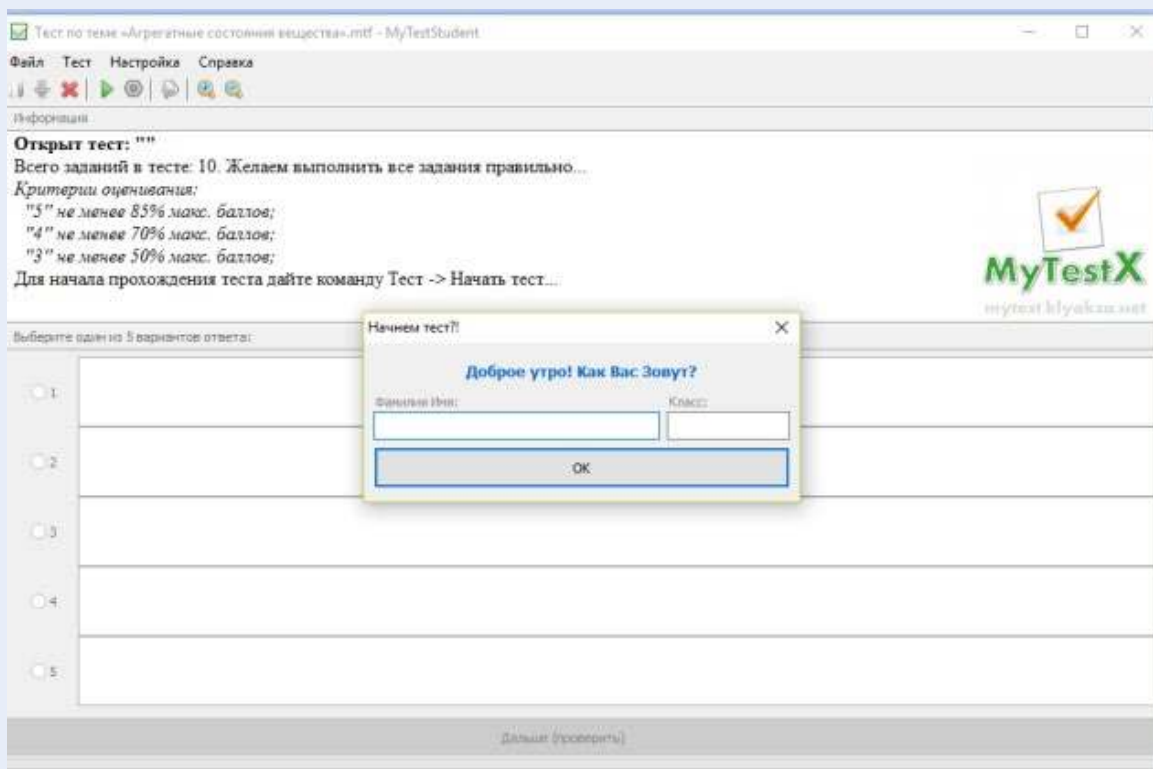 Тест по теме «Агрегатные состояния вещества».mtf - MyTestStudent
Файл Тест Настройка Справка
Информация
Открыт тест: ""
Всего заданий в тесте: 10. Желаем выполнить все задания правильно...
Критерии оценивания:
"5" не менее 85% макс. баллов;
"4" не менее 70% макс. баллов;
"3" не менее 50% макс. баллов;
Для начала прохождения теста дайте команду Тест -> Начать тест...
MyTestX
mytest.klyaksa.net
Выберите один из 5 вариантов ответа:
Начнем тест?!
Доброе утро! Как Вас Зовут?
Фамилия Имя:
Класс:
ОК
1
2
3
4
5
Дальше (проверить)